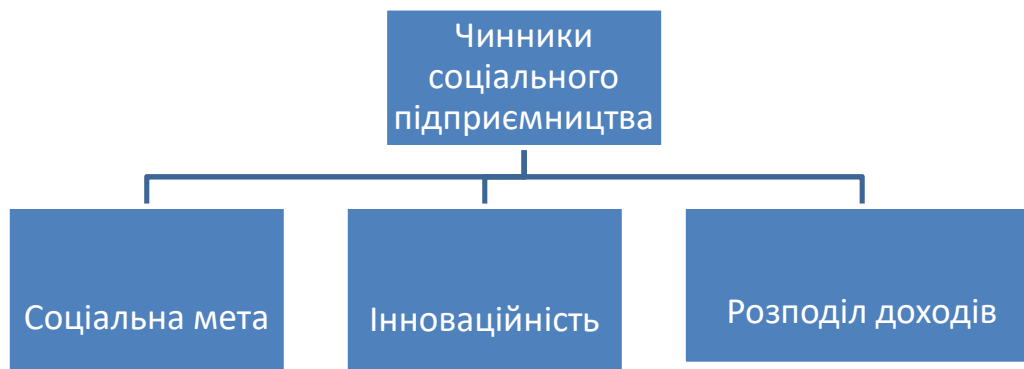 Чинники
соціального
підприємництва
Соціальна мета
Інноваційність
Розподіл доходів